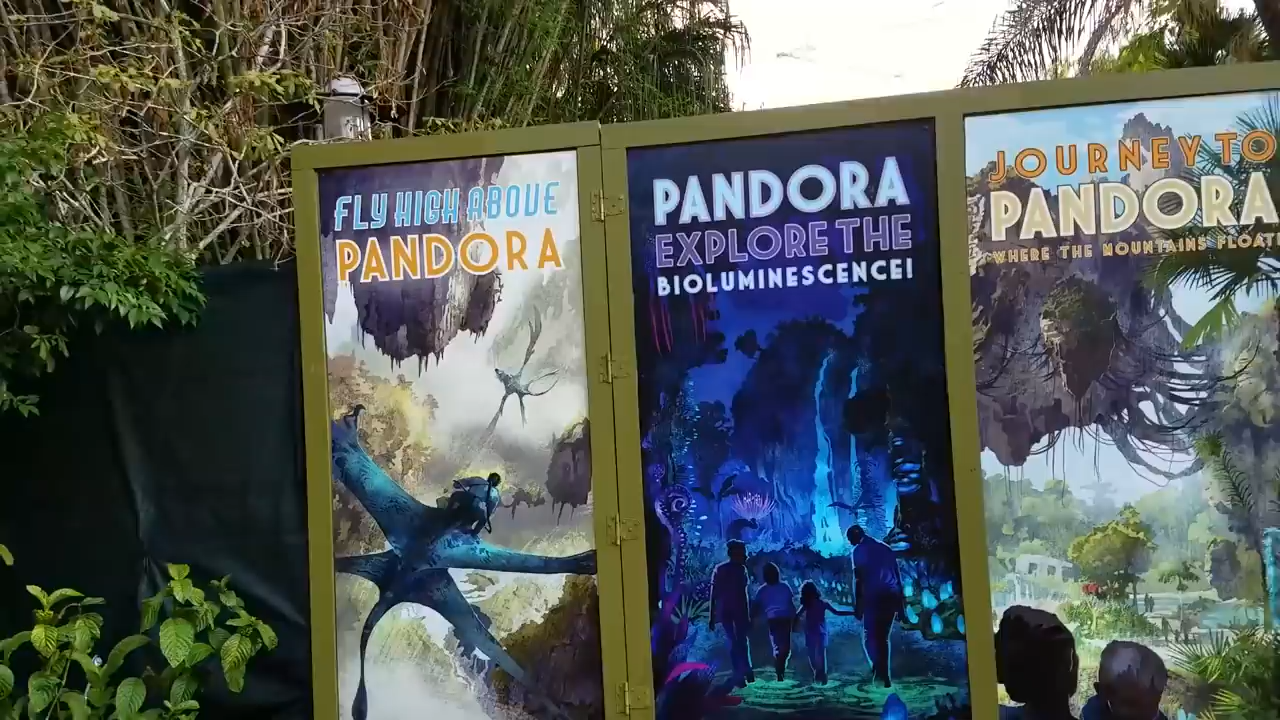 FLY HIGH ABOVE
PANDORA
PANDORA
EXPLORE THE
BIOLUMINESCENCE!
JOURNEY TO
PANDORA
WHERE THE MOUNTAINS FLOAT